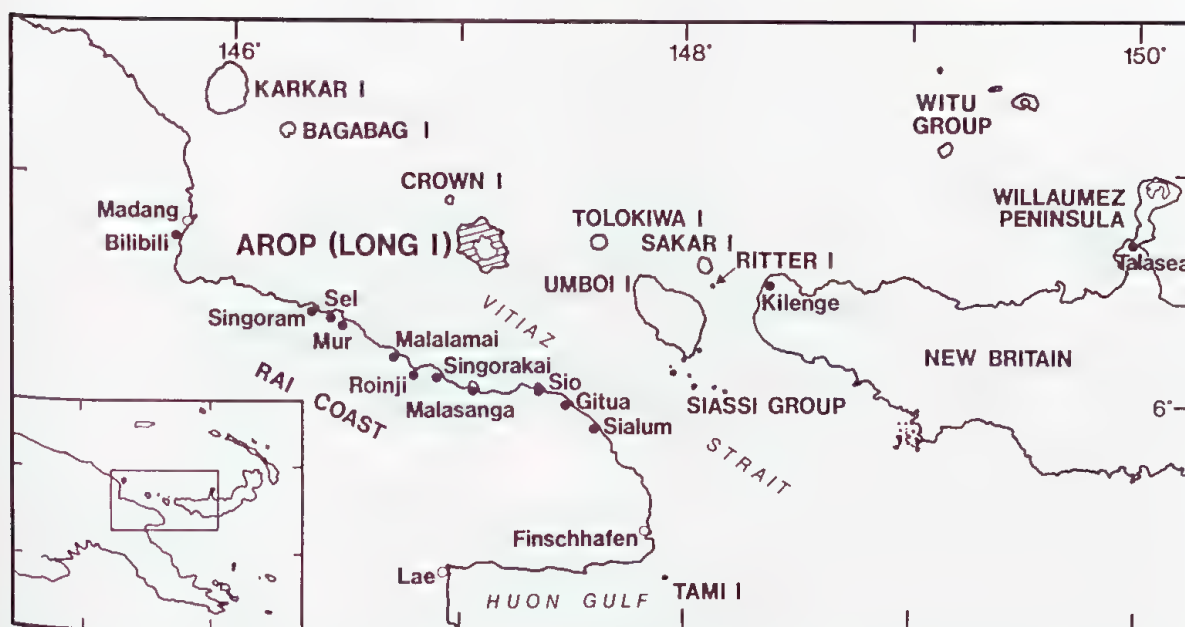 146°
148°
150°
KARKAR I
BAGABAG I
WITU
GROUP
CROWN I
WILLAUMEZ
PENINSULA
Madang
Bilibili
AROP (LONG I)
TOLOKIWA I
SAKAR I
RITTER I
UMBOI I
Talasea
Kilenge
Sel
Singoram
Mur
VITIAZ
Malalamai
Singorakai
NEW BRITAIN
RAI COAST
Roinji
Malasanga
Sio
Gitua
SIASSI GROUP
6°
Sialum
STRAIT
Finschhafen
Lae
HUON GULF
TAMI I